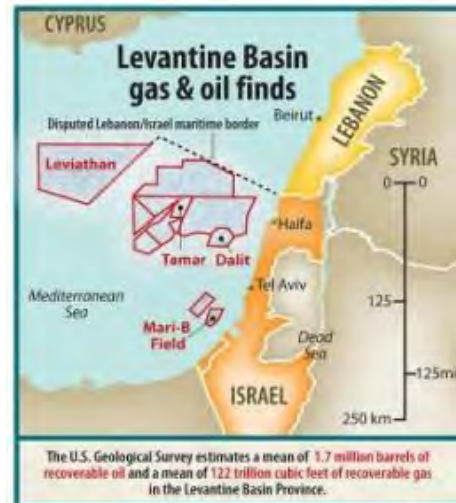 CYPRUS
Levantine Basin
gas & oil finds
Disputed Lebanon/Israel maritime border
Beirut
LEBANON
SYRIA
Leviathan
0
0
Haifa
Tamar
Dalit
Tel Aviv
Mediterranean
Sea
125
Mari-B
Field
Dead
Sea
125mi
ISRAEL
250 km
The U.S. Geological Survey estimates a mean of 1.7 million barrels of
recoverable oil and a mean of 122 trillion cubic feet of recoverable gas
in the Levantine Basin Province.